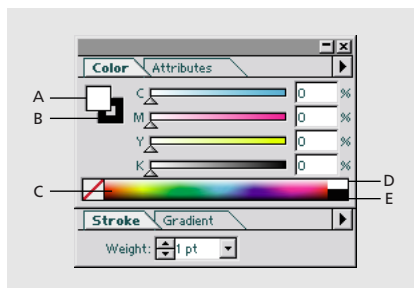 Color Attributes
A
B
C 0 %
M 0 %
Y 0 %
K 0 %
C
D
E
Stroke Gradient
Weight: 1 pt